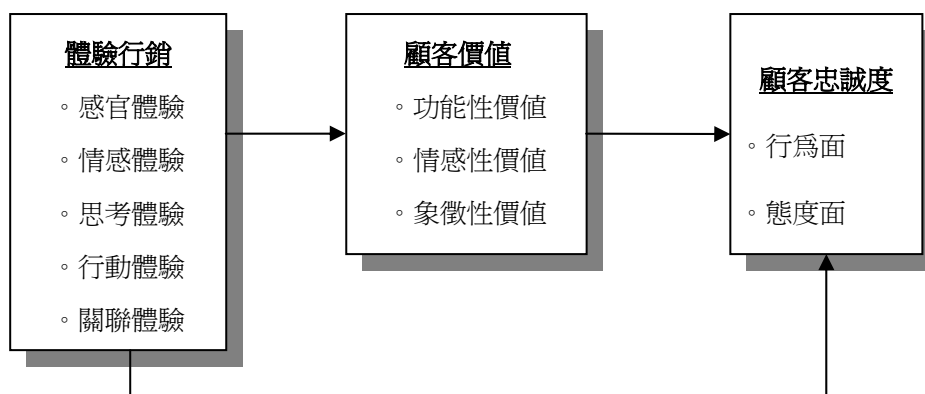 體驗行銷
◦感官體驗
◦情感體驗
◦思考體驗
◦行動體驗
◦關聯體驗
顧客價值
◦功能性價值
◦情感性價值
◦象徵性價值
顧客忠誠度
◦行為面
◦態度面